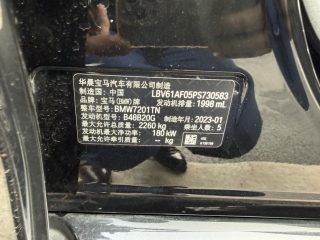 华晨宝马汽车有限公司制造
制造国：中国 LBV61AF05PS730583
品牌：宝马（BMW）牌 发动机排量：1998 mL
整车型号：BMW7201TN
发动机型号：B48B20G 制造年月：2023-01
最大允许总质量：2260 kg 乘坐人数：5
发动机最大净功率：180 kW
最大允许牵引质量：-- kg